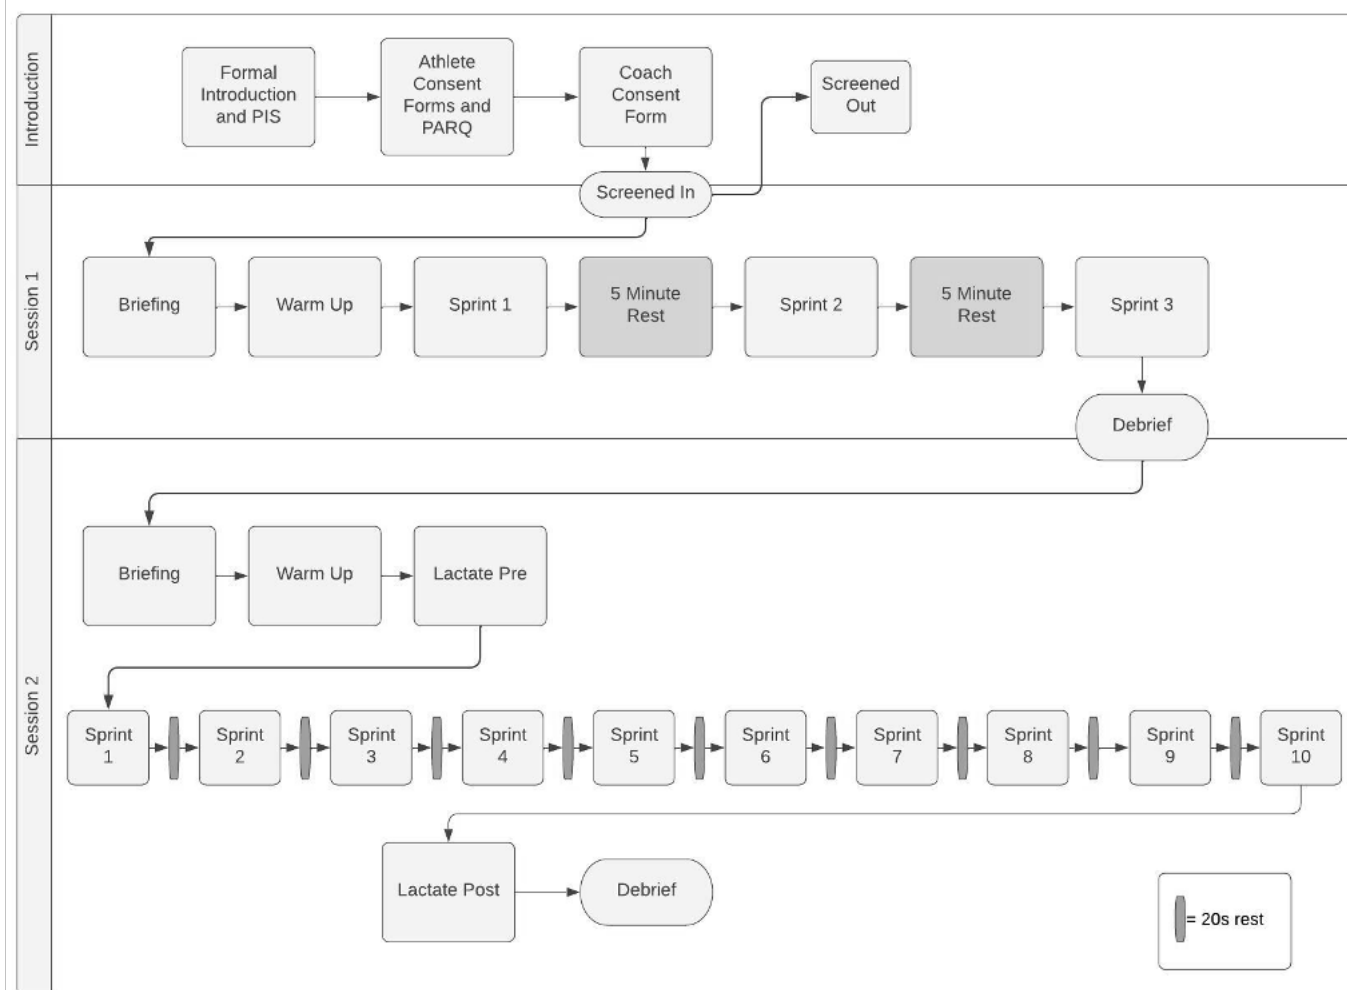 Introduction
Formal
Introduction
and PIS
Athlete
Consent
Forms and
PARQ
Coach
Consent
Form
Screened
Out
Screened In
Session 1
Briefing
Warm Up
Sprint 1
5 Minute
Rest
Sprint 2
5 Minute
Rest
Sprint 3
Debrief
Session 2
Briefing
Warm Up
Lactate Pre
Sprint
1
Sprint
2
Sprint
3
Sprint
4
Sprint
5
Sprint
6
Sprint
7
Sprint
8
Sprint
9
Sprint
10
Lactate Post
Debrief
= 20s rest